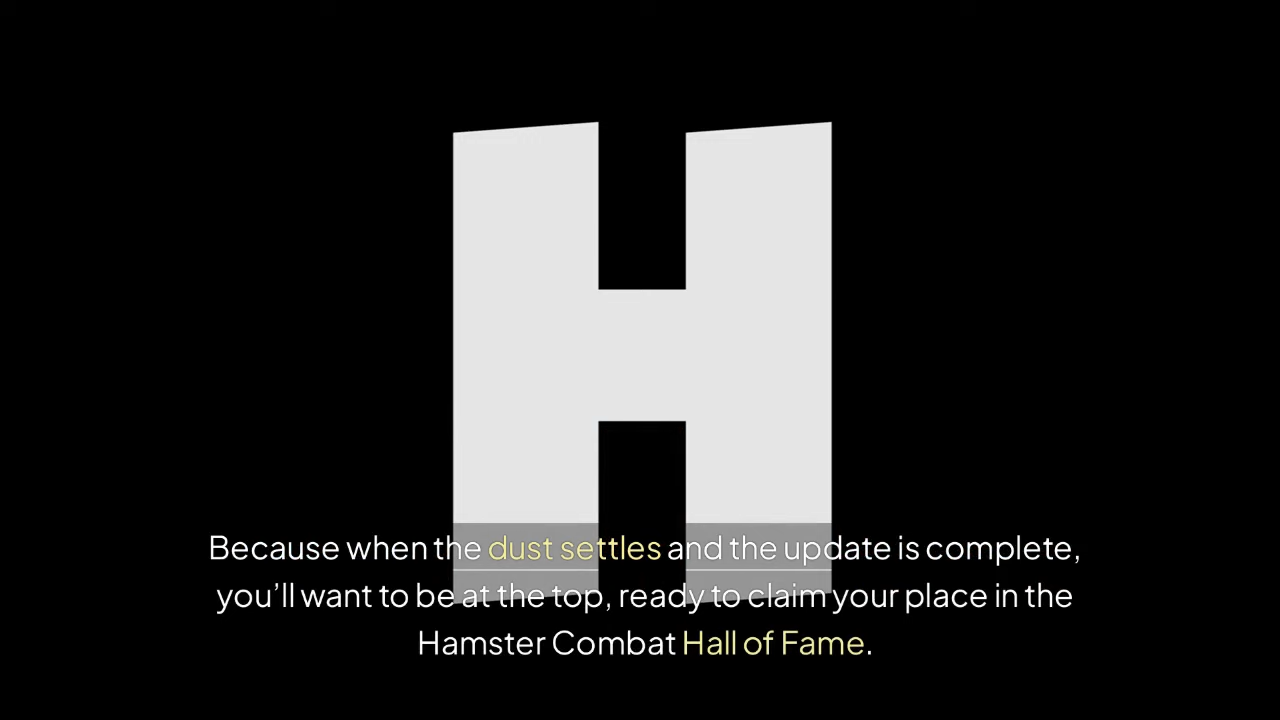 H
Because when the dust settles and the update is complete,
you’ll want to be at the top, ready to claim your place in the
Hamster Combat Hall of Fame.